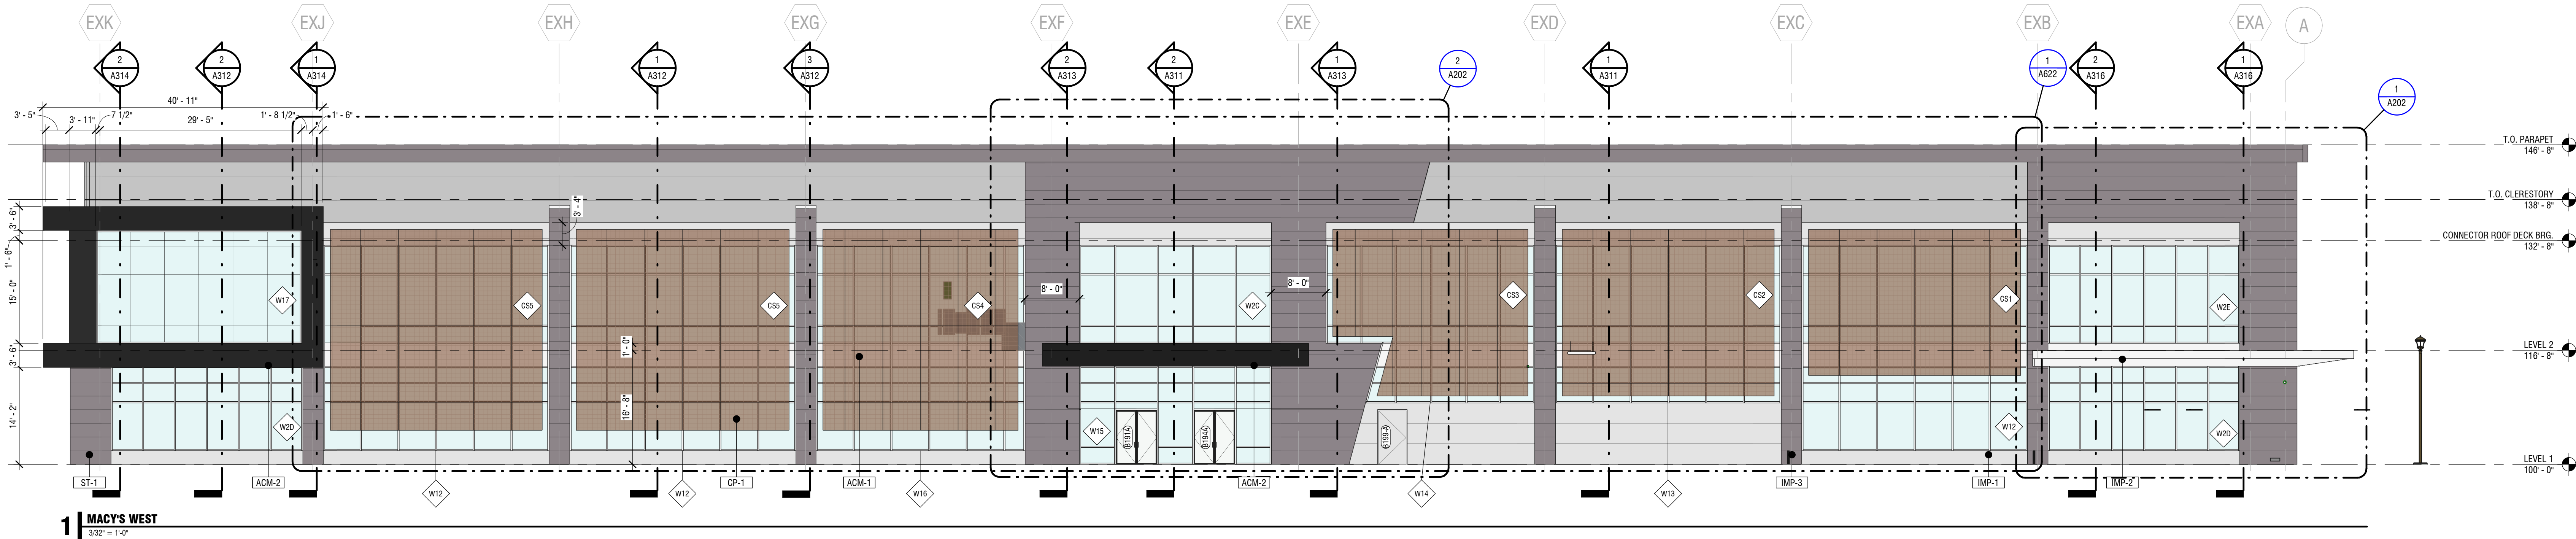 EXK
EXJ
EXH
EXG
EXF
EXE
EXD
EXC
EXB
EXA
A
2
A314
2
A312
1
A314
1
A312
3
A312
2
A313
2
A311
1
A313
2
A202
1
A311
1
A622
2
A316
1
A316
1
A202
40' - 11"
3' - 5"
3' - 11"
7 1/2"
29' - 5"
1' - 8 1/2"
1' - 6"
T.O. PARAPET
146' - 8"
T.O. CLERESTORY
138' - 8"
CONNECTOR ROOF DECK BRG.
132' - 8"
LEVEL 2
116' - 8"
LEVEL 1
100' - 0"
3' - 6"
1' - 6"
15' - 0"
3' - 6"
14' - 2"
3' - 4"
1' - 0"
16' - 8"
8' - 0"
8' - 0"
W17
CS5
CS5
CS4
W2C
CS3
CS2
CS1
W2E
W2D
W15
B191A
B194A
B199-A
W12
W2D
ST-1
ACM-2
CP-1
ACM-1
ACM-2
IMP-3
IMP-1
IMP-2
W12
W12
W16
W14
W13
1
MACY'S WEST
3/32" = 1'-0"